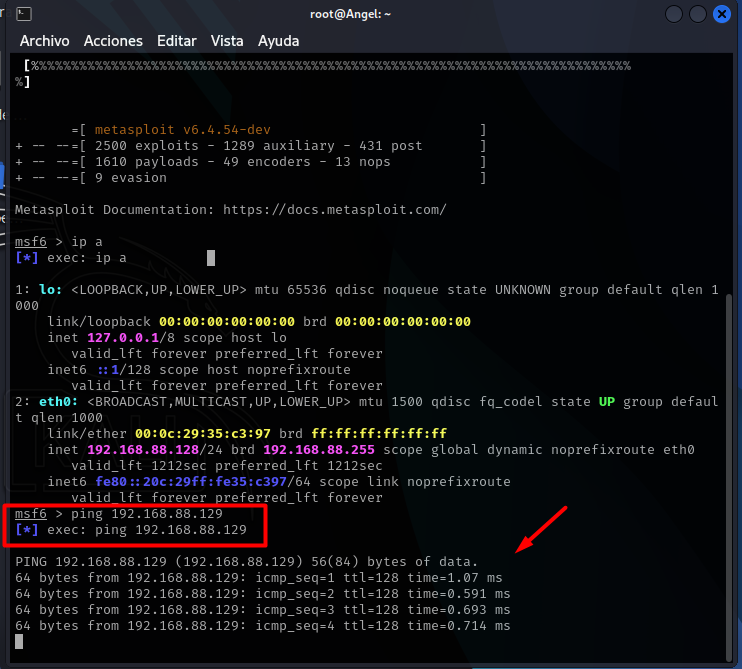 root@Angel: ~
Archivo Acciones Editar Vista Ayuda
[%%%%%%%%%%%%%%%%%%%%%%%%%%%%%%%%%%%%%%%%%%%%%%%%%%%%%%%%%%%%%%%%%%%%%%%%%%%
%]
=[ metasploit v6.4.54-dev ]
+ -- --=[ 2500 exploits - 1289 auxiliary - 431 post ]
+ -- --=[ 1610 payloads - 49 encoders - 13 nops ]
+ -- --=[ 9 evasion ]
Metasploit Documentation: https://docs.metasploit.com/
msf6 > ip a
[*] exec: ip a
1: lo: <LOOPBACK,UP,LOWER_UP> mtu 65536 qdisc noqueue state UNKNOWN group default qlen 1
000
link/loopback 00:00:00:00:00:00 brd 00:00:00:00:00:00
inet 127.0.0.1/8 scope host lo
valid_lft forever preferred_lft forever
inet6 ::1/128 scope host noprefixroute
valid_lft forever preferred_lft forever
2: eth0: <BROADCAST,MULTICAST,UP,LOWER_UP> mtu 1500 qdisc fq_codel state UP group defaul
t qlen 1000
link/ether 00:0c:29:35:c3:97 brd ff:ff:ff:ff:ff:ff
inet 192.168.88.128/24 brd 192.168.88.255 scope global dynamic noprefixroute eth0
valid_lft 1212sec preferred_lft 1212sec
inet6 fe80::20c:29ff:fe35:c397/64 scope link noprefixroute
valid_lft forever preferred_lft forever
msf6 > ping 192.168.88.129
[*] exec: ping 192.168.88.129
PING 192.168.88.129 (192.168.88.129) 56(84) bytes of data.
64 bytes from 192.168.88.129: icmp_seq=1 ttl=128 time=1.07 ms
64 bytes from 192.168.88.129: icmp_seq=2 ttl=128 time=0.591 ms
64 bytes from 192.168.88.129: icmp_seq=3 ttl=128 time=0.693 ms
64 bytes from 192.168.88.129: icmp_seq=4 ttl=128 time=0.714 ms